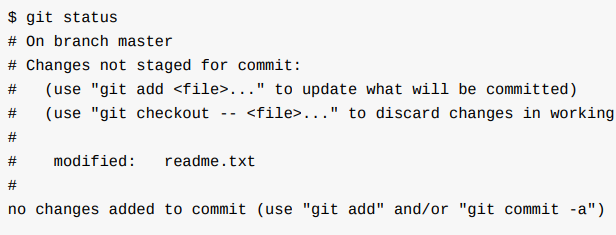 $ git status
# On branch master
# Changes not staged for commit:
#   (use "git add <file>..." to update what will be committed)
#   (use "git checkout -- <file>..." to discard changes in working
#
#    modified:   readme.txt
#
no changes added to commit (use "git add" and/or "git commit -a")